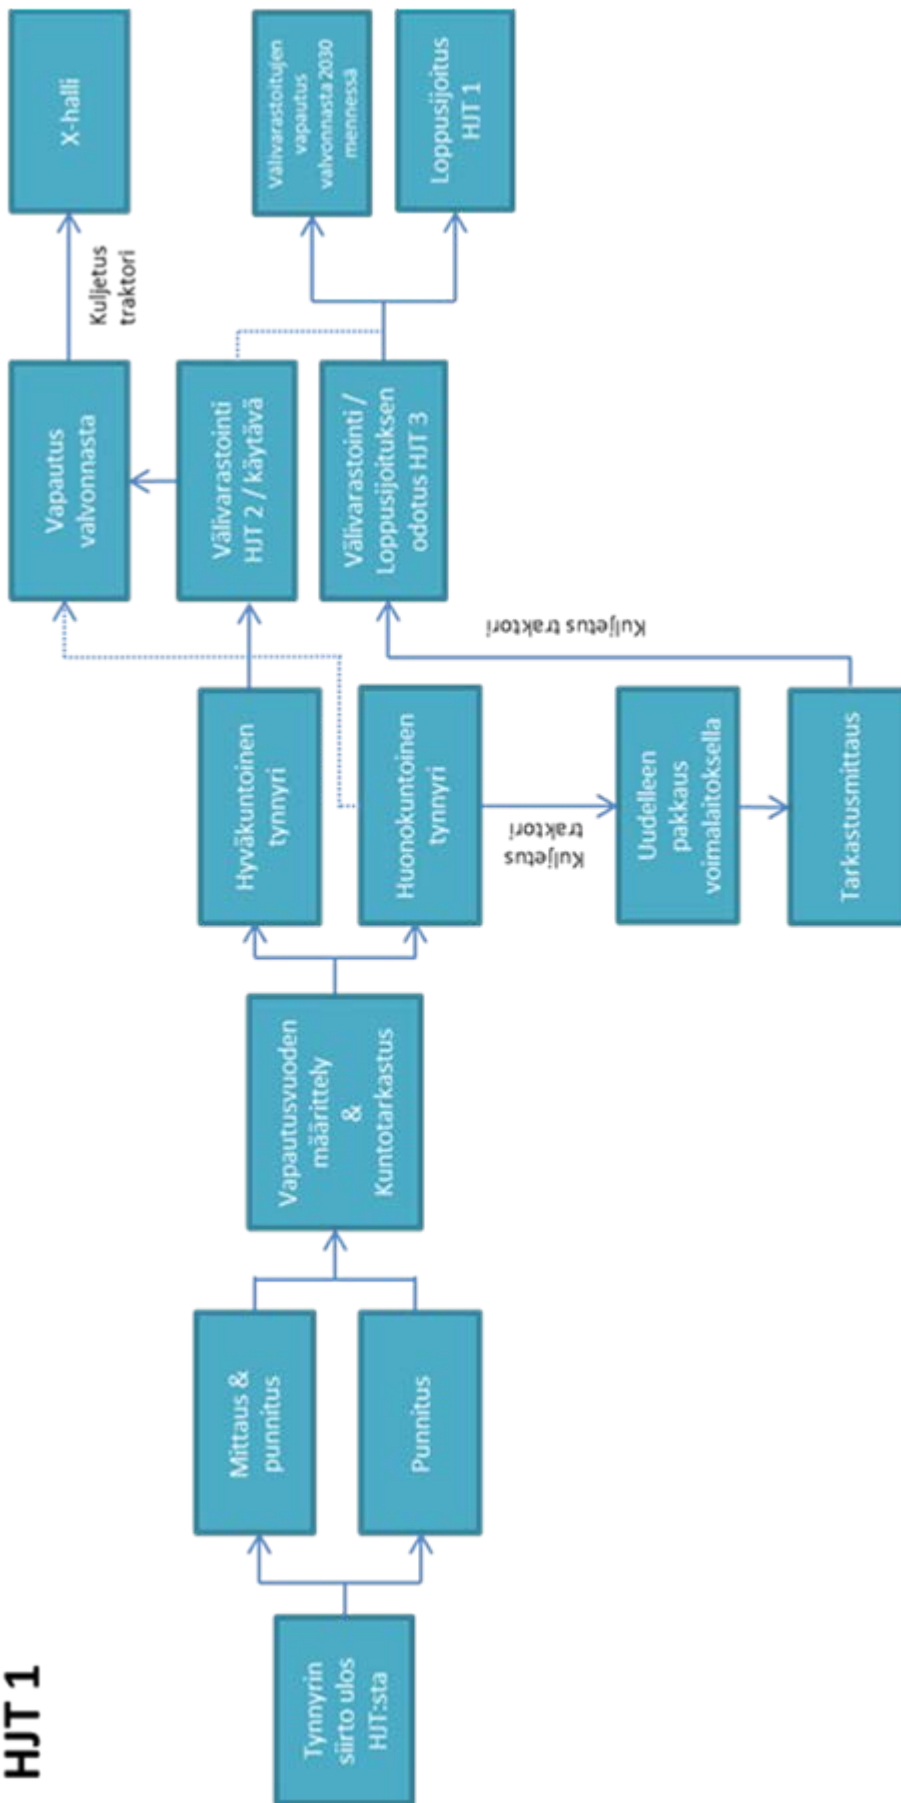 HJT 1
Tynnyrin
siirto ulos
HJT:sta
Mittaus &
punnitus
Punnitus
Vapautusvuoden
määrittely
&
Kuntotarkastus
Hyväkuntoinen
tynnyri
Huonokuntoinen
tynnyri
Kuljetus
traktori
Uudelleen
pakkaus
voimalaitoksella
Tarkastusmittaus
Kuljetus traktori
Vapautus
valvonnasta
Välivarastointi
HJT 2 / käytävä
Välivarastointi /
Loppusijoituksen
odotus HJT 3
Kuljetus
traktori
X-halli
Välivarastoitujen
vapautus
valvonnasta 2030
mennessä
Loppusijoitus
HJT 1